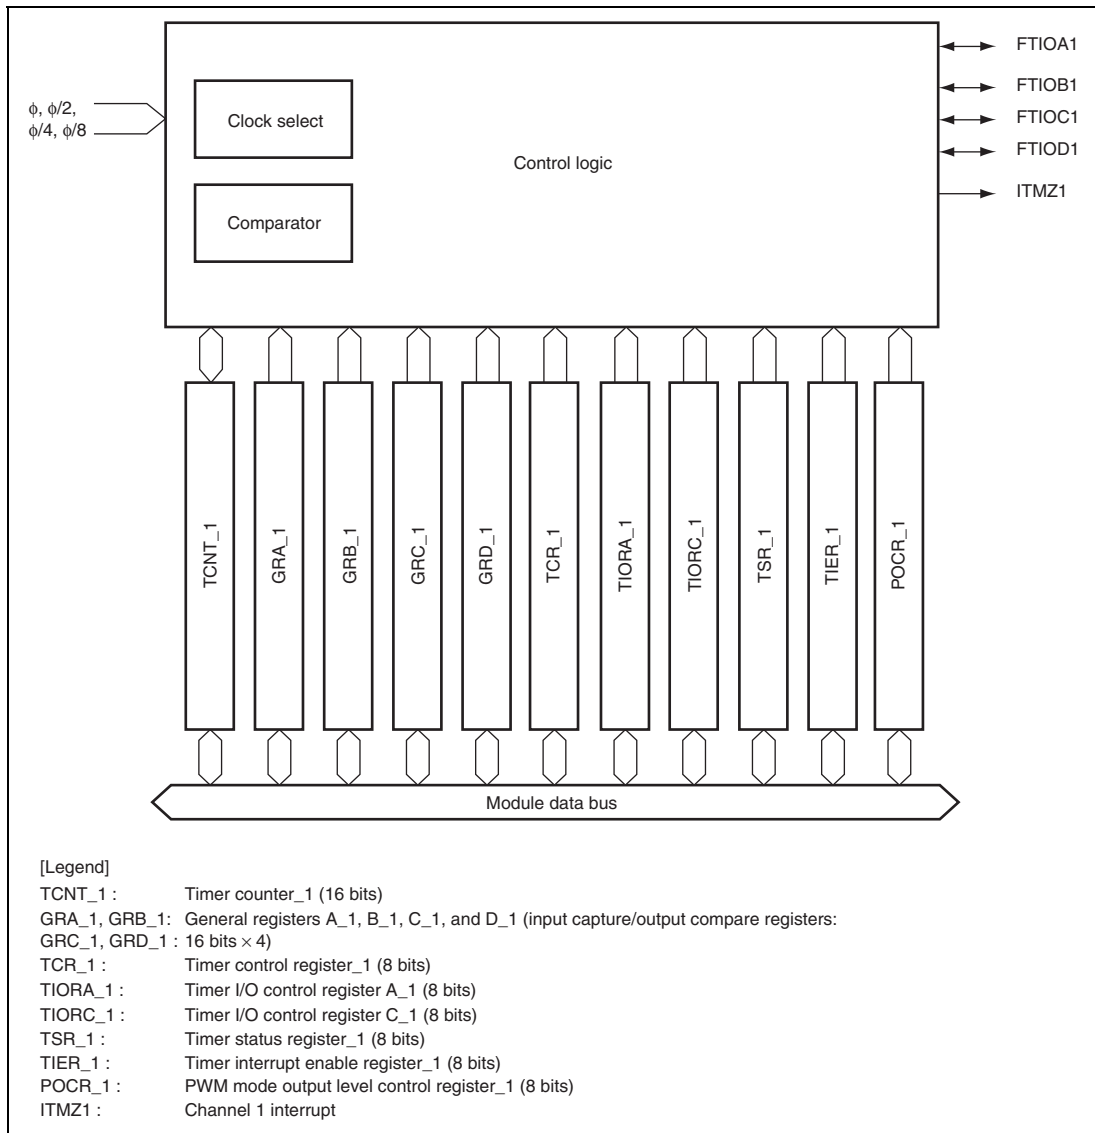 φ, φ/2,
φ/4, φ/8
Clock select
Comparator
Control logic
FTIOA1
FTIOB1
FTIOC1
FTIOD1
ITMZ1
TCNT_1
GRA_1
GRB_1
GRC_1
GRD_1
TCR_1
TIORA_1
TIORC_1
TSR_1
TIER_1
POCR_1
Module data bus
[Legend]
TCNT_1 : Timer counter_1 (16 bits)
GRA_1, GRB_1: General registers A_1, B_1, C_1, and D_1 (input capture/output compare registers:
GRC_1, GRD_1 : 16 bits × 4)
TCR_1 : Timer control register_1 (8 bits)
TIORA_1 : Timer I/O control register A_1 (8 bits)
TIORC_1 : Timer I/O control register C_1 (8 bits)
TSR_1 : Timer status register_1 (8 bits)
TIER_1 : Timer interrupt enable register_1 (8 bits)
POCR_1 : PWM mode output level control register_1 (8 bits)
ITMZ1 : Channel 1 interrupt